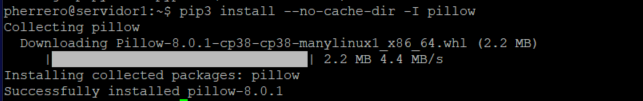 pherrero@servidor1:~$ pip3 install --no-cache-dir -I pillow
Collecting pillow
Downloading Pillow-8.0.1-cp38-cp38-manylinux1_x86_64.whl (2.2 MB)
|████████████████████████████████| 2.2 MB 4.4 MB/s
Installing collected packages: pillow
Successfully installed pillow-8.0.1